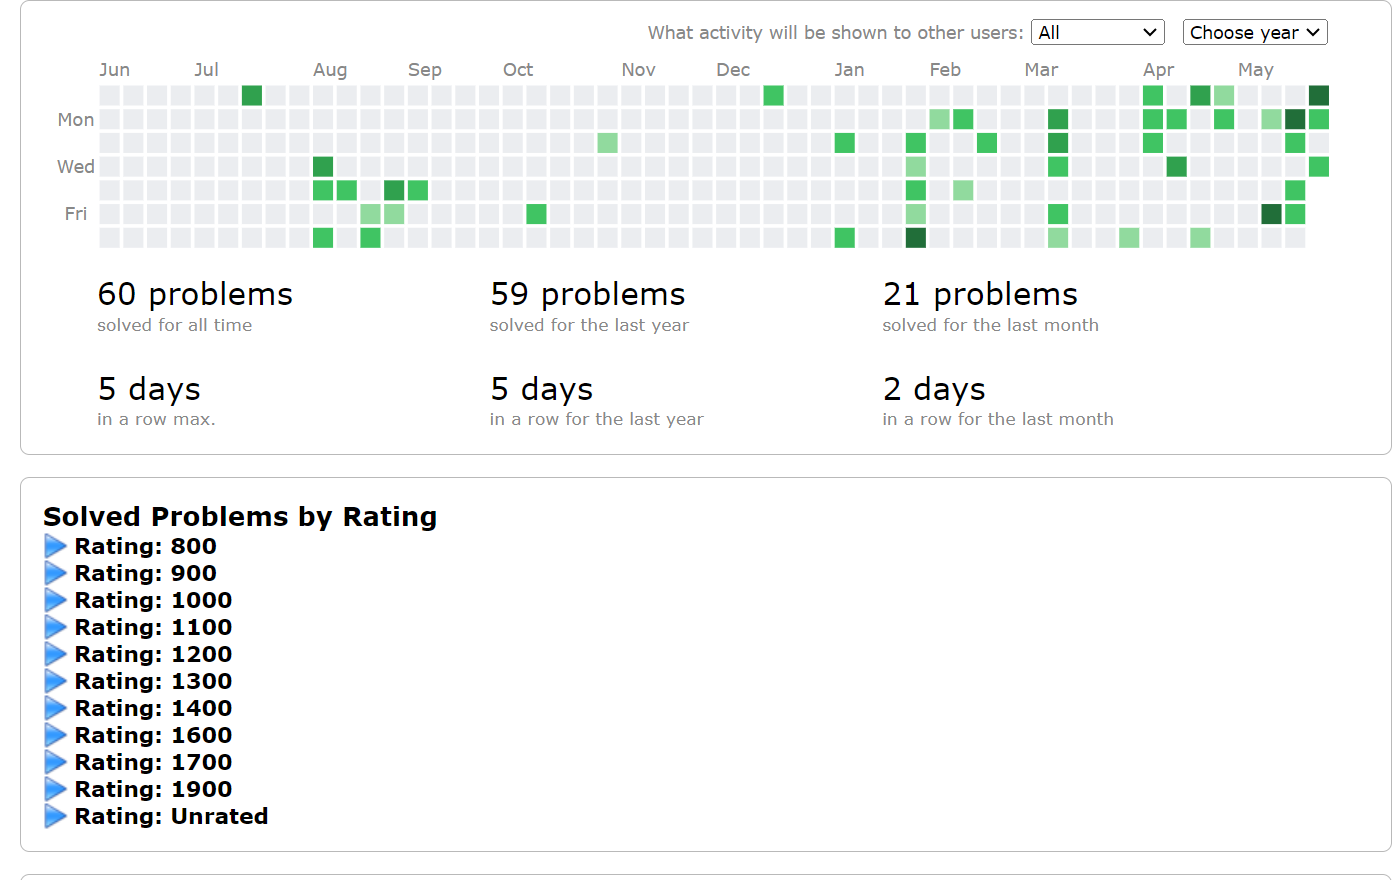 What activity will be shown to other users: All Choose year
Jun Jul Aug Sep Oct Nov Dec Jan Feb Mar Apr May
Mon
Wed
Fri
60 problems 59 problems 21 problems
solved for all time solved for the last year solved for the last month
5 days 5 days 2 days
in a row max. in a row for the last year in a row for the last month
Solved Problems by Rating
Rating: 800
Rating: 900
Rating: 1000
Rating: 1100
Rating: 1200
Rating: 1300
Rating: 1400
Rating: 1600
Rating: 1700
Rating: 1900
Rating: Unrated